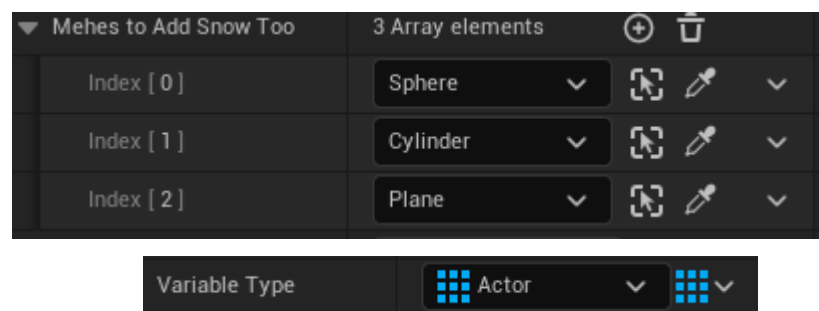 Mehes to Add Snow Too 3 Array elements
Index [ 0 ] Sphere
Index [ 1 ] Cylinder
Index [ 2 ] Plane
Variable Type Actor